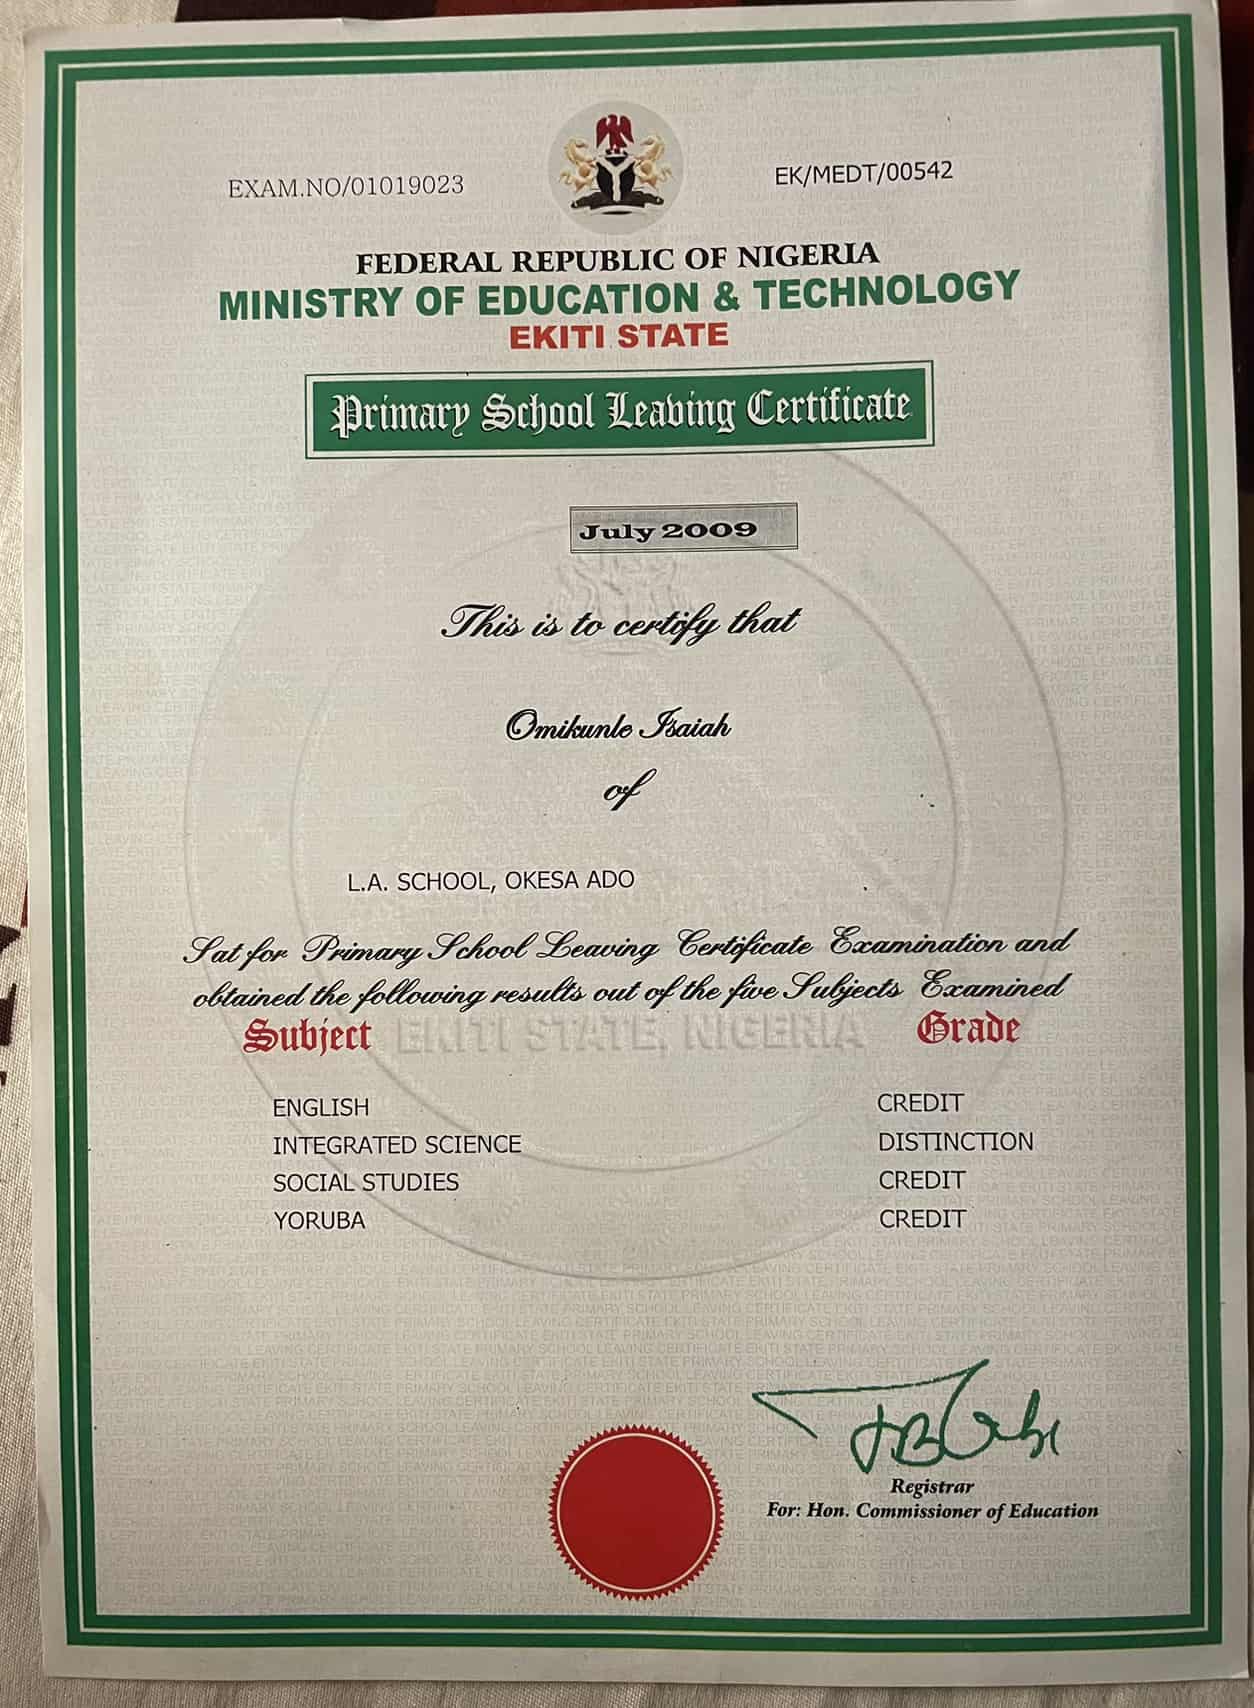 EXAM.NO/01019023
EK/MEDT/00542
FEDERAL REPUBLIC OF NIGERIA
MINISTRY OF EDUCATION & TECHNOLOGY
EKITI STATE
Primary School Leaving Certificate
July 2009
This is to certify that
Omikunle Isaiah
of
L.A. SCHOOL, OKESA ADO
Sat for Primary School Leaving Certificate Examination and
obtained the following results out of the five Subjects Examined
Subject EKITI STATE, NIGERIA Grade
ENGLISH CREDIT
INTEGRATED SCIENCE DISTINCTION
SOCIAL STUDIES CREDIT
YORUBA CREDIT
Registrar
For: Hon. Commissioner of Education